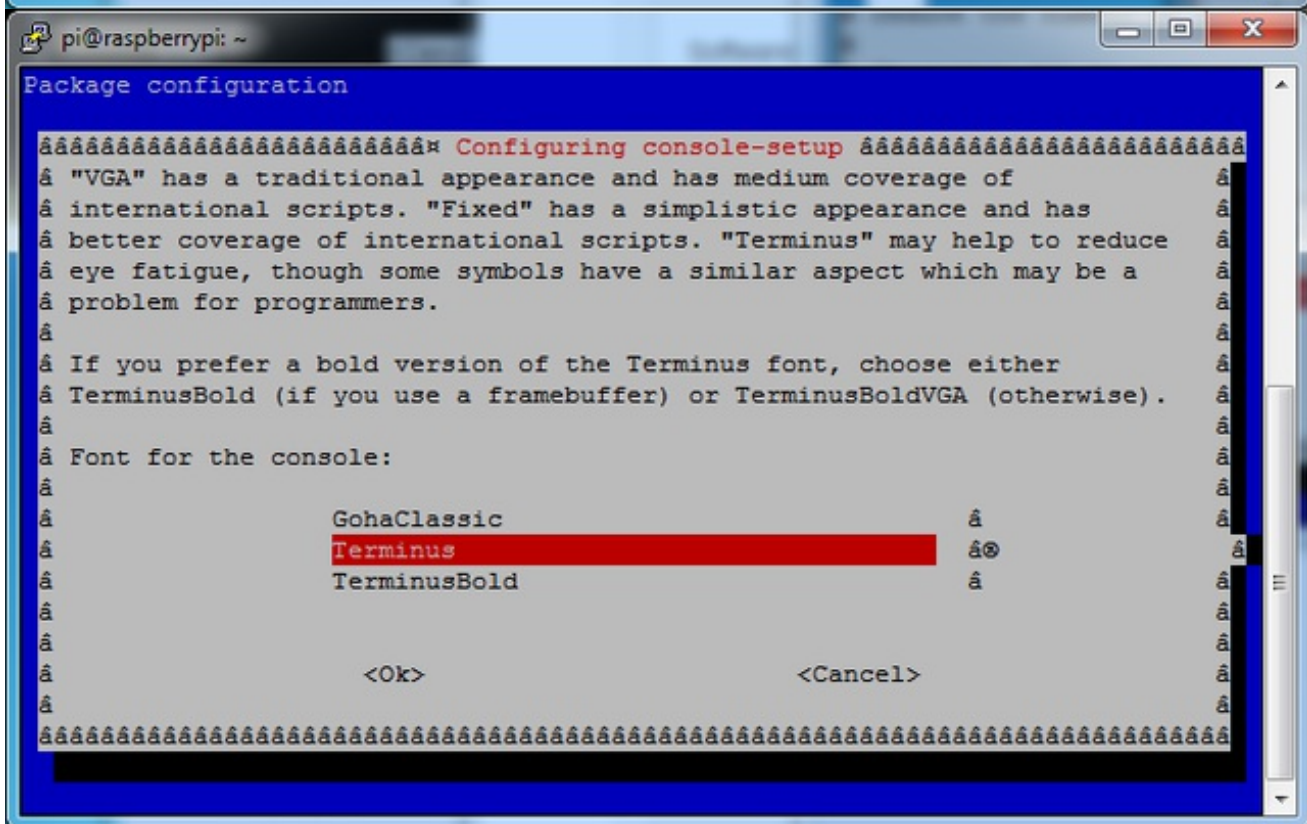 pi@raspberrypi: ~
Package configuration
âââââââââââââââââââââââââ¤ Configuring console-setup âââââââââââââââââââââââââ
â "VGA" has a traditional appearance and has medium coverage of â
â international scripts. "Fixed" has a simplistic appearance and has â
â better coverage of international scripts. "Terminus" may help to reduce â
â eye fatigue, though some symbols have a similar aspect which may be a â
â problem for programmers. â
â â
â If you prefer a bold version of the Terminus font, choose either â
â TerminusBold (if you use a framebuffer) or TerminusBoldVGA (otherwise). â
â â
â Font for the console: â
â â
â GohaClassic â â
â Terminus â® â
â TerminusBold â â
â â
â â
â <Ok> <Cancel> â
â â
âââââââââââââââââââââââââââââââââââââââââââââââââââââââââââââââââââââââââââââ